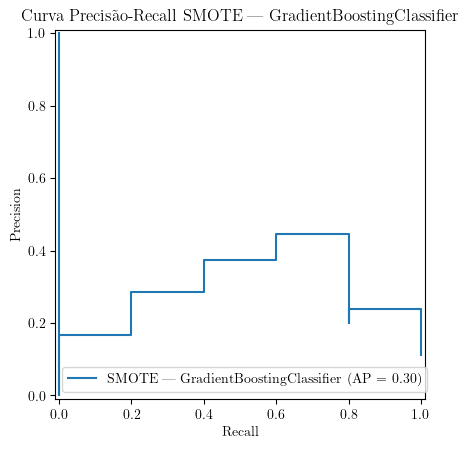 Curva Precisão-Recall SMOTE — GradientBoostingClassifier
1.0
0.8
0.6
0.4
0.2
0.0
Precision
SMOTE — GradientBoostingClassifier (AP = 0.30)
0.0 0.2 0.4 0.6 0.8 1.0
Recall